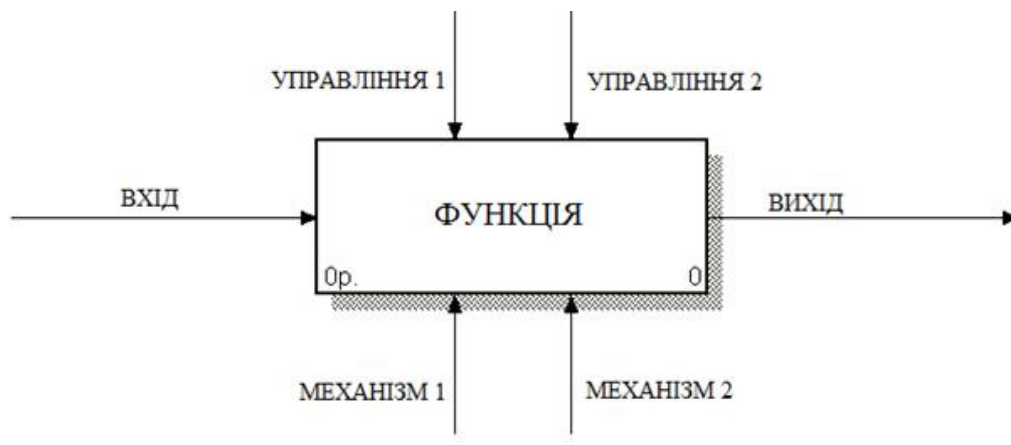 УПРАВЛІННЯ 1
УПРАВЛІННЯ 2
ВХІД
ФУНКЦІЯ
ВИХІД
0р.
0
МЕХАНІЗМ 1
МЕХАНІЗМ 2